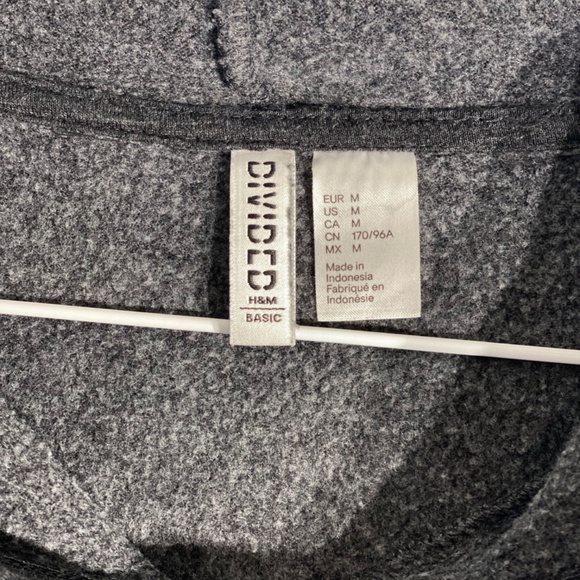 DIVIDED
H&M
BASIC
EUR M
US M
CA M
CN 170/96A
MX M
Made in
Indonesia
Fabriqué en
Indonésie